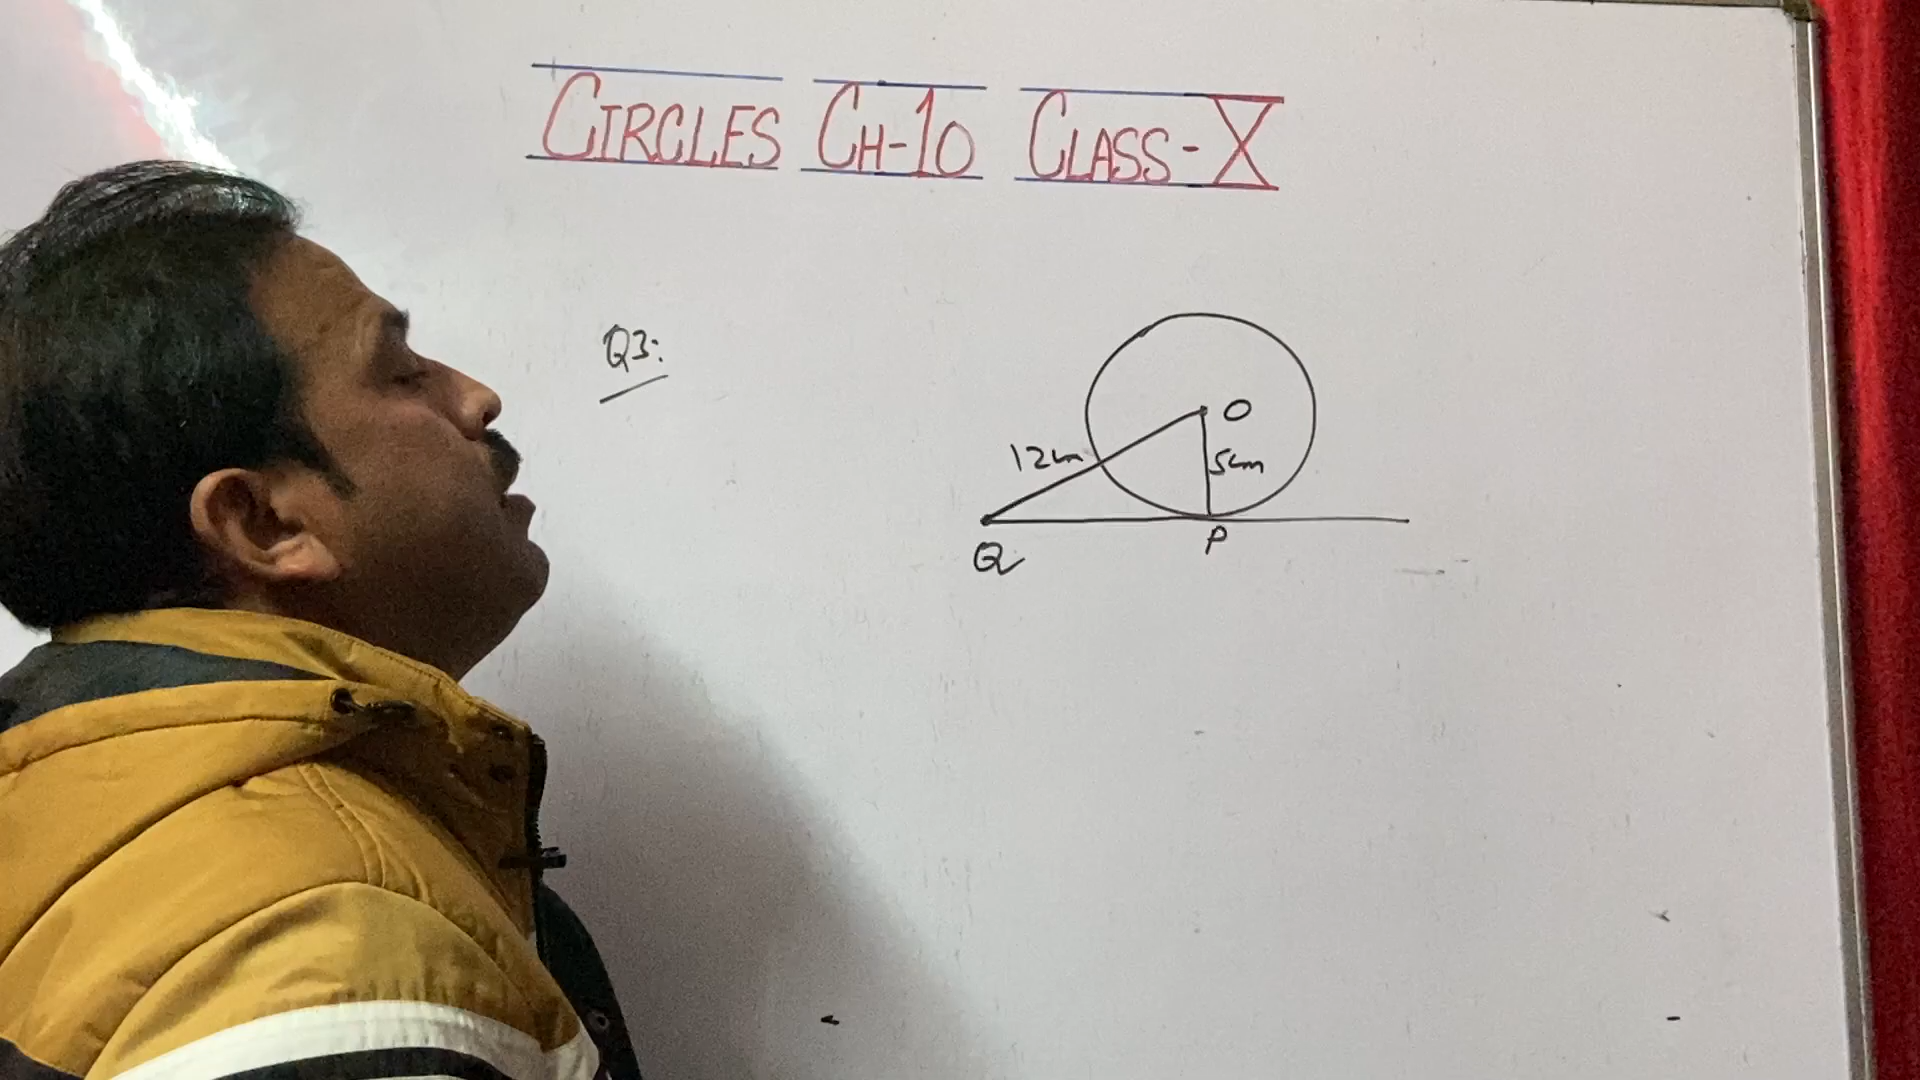 CIRCLES CH-10 CLASS-X
Q3:
O
12cm
5cm
P
Q